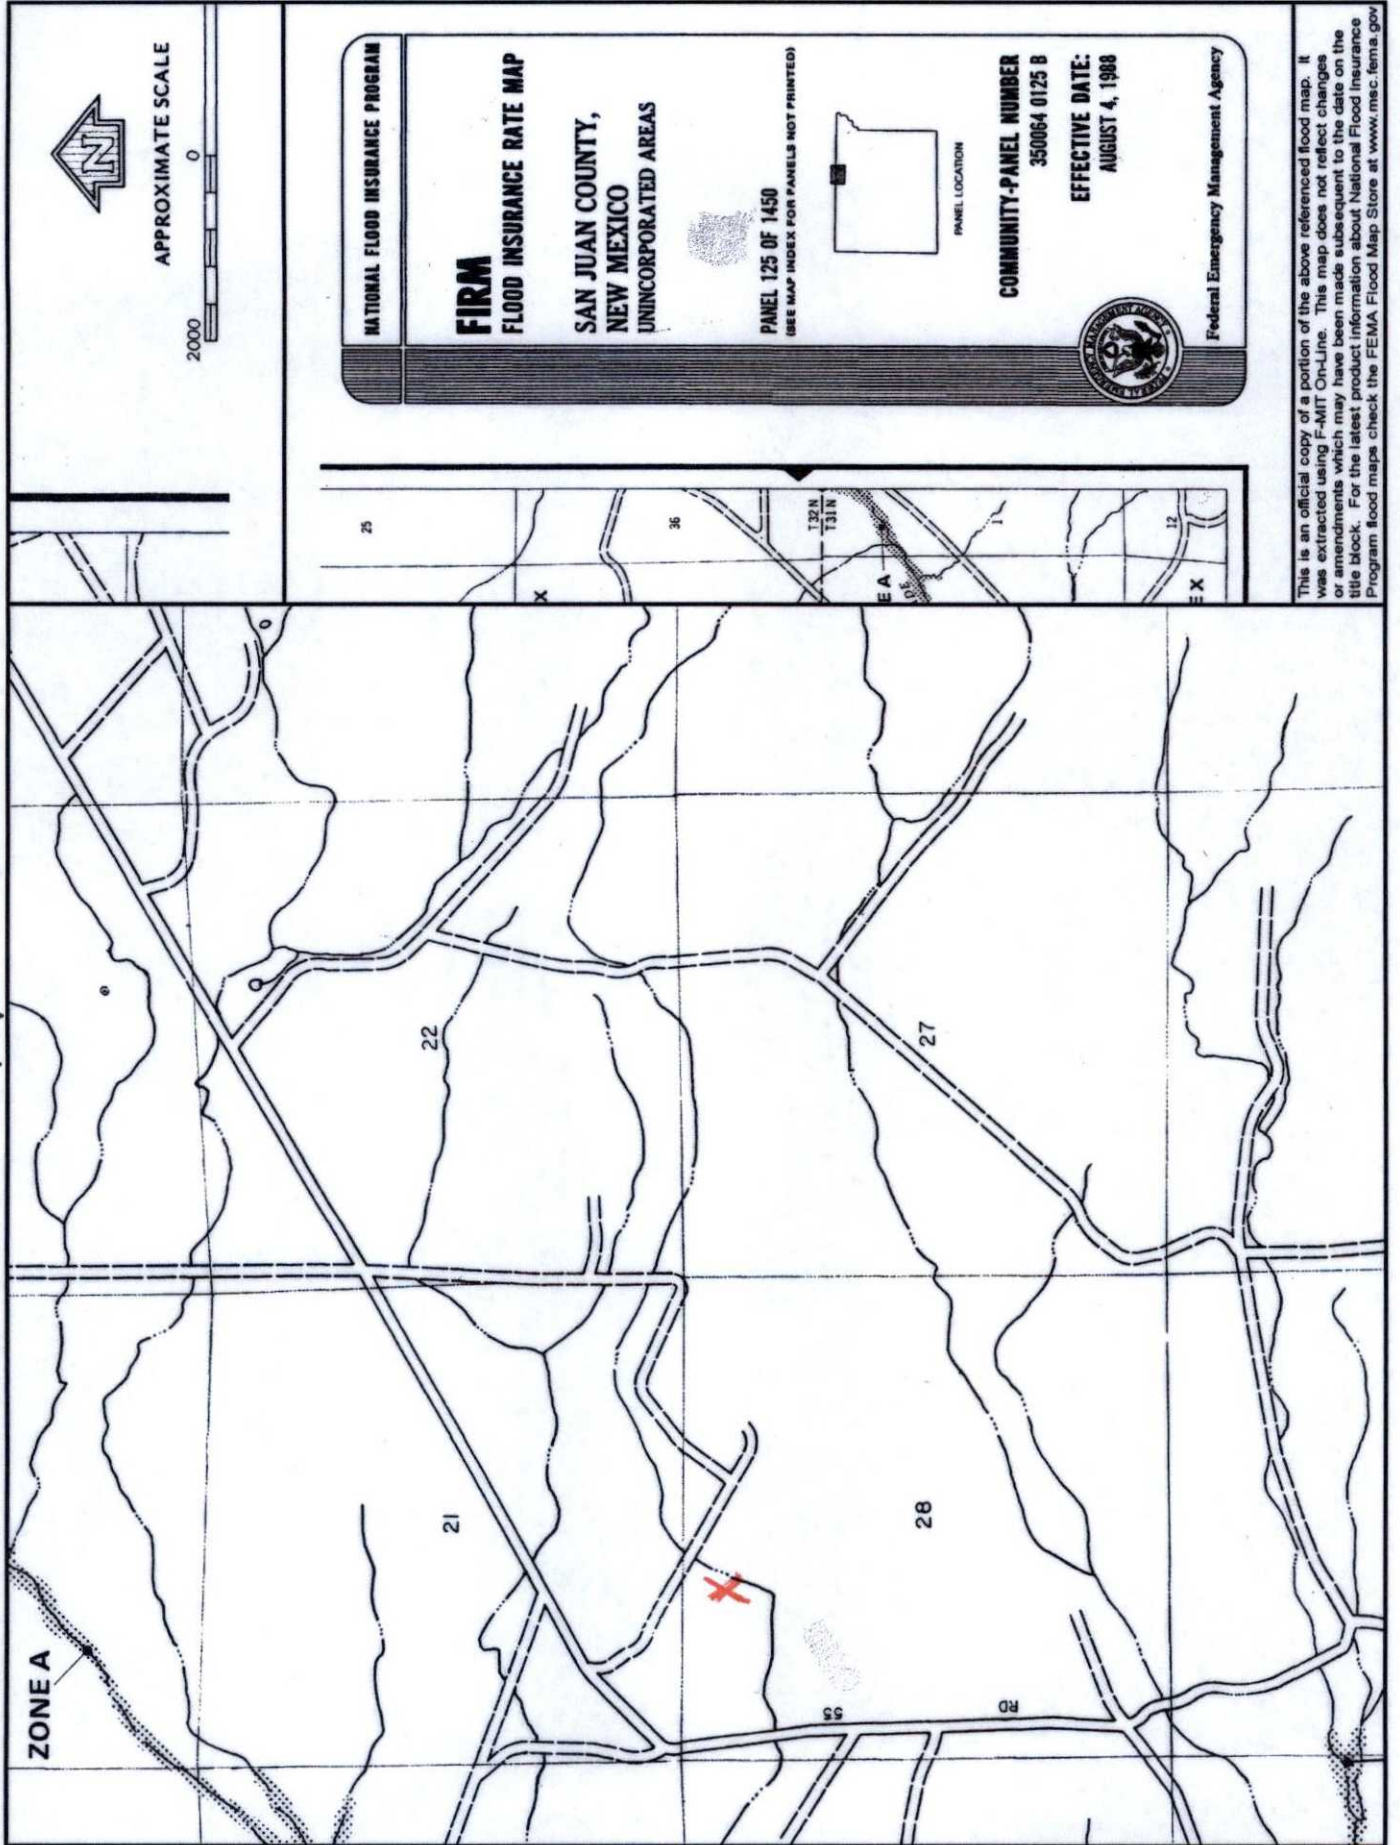 APPROXIMATE SCALE
2000 0
N
NATIONAL FLOOD INSURANCE PROGRAM
FIRM
FLOOD INSURANCE RATE MAP
SAN JUAN COUNTY,
NEW MEXICO
UNINCORPORATED AREAS
PANEL 125 OF 1450
(SEE MAP INDEX FOR PANELS NOT PRINTED)
PANEL LOCATION
COMMUNITY-PANEL NUMBER
350064 0125 B
EFFECTIVE DATE:
AUGUST 4, 1988
FEDERAL EMERGENCY MANAGEMENT AGENCY
Federal Emergency Management Agency
This is an official copy of a portion of the above referenced flood map. It
was extracted using F-MIT On-Line. This map does not reflect changes
or amendments which may have been made subsequent to the date on the
title block. For the latest product information about National Flood Insurance
Program flood maps check the FEMA Flood Map Store at www.msc.fema.gov
25
36
T32N
T31N
1
12
X
E A
DE
E X
ZONE A
21
22
27
28
55
RD
X